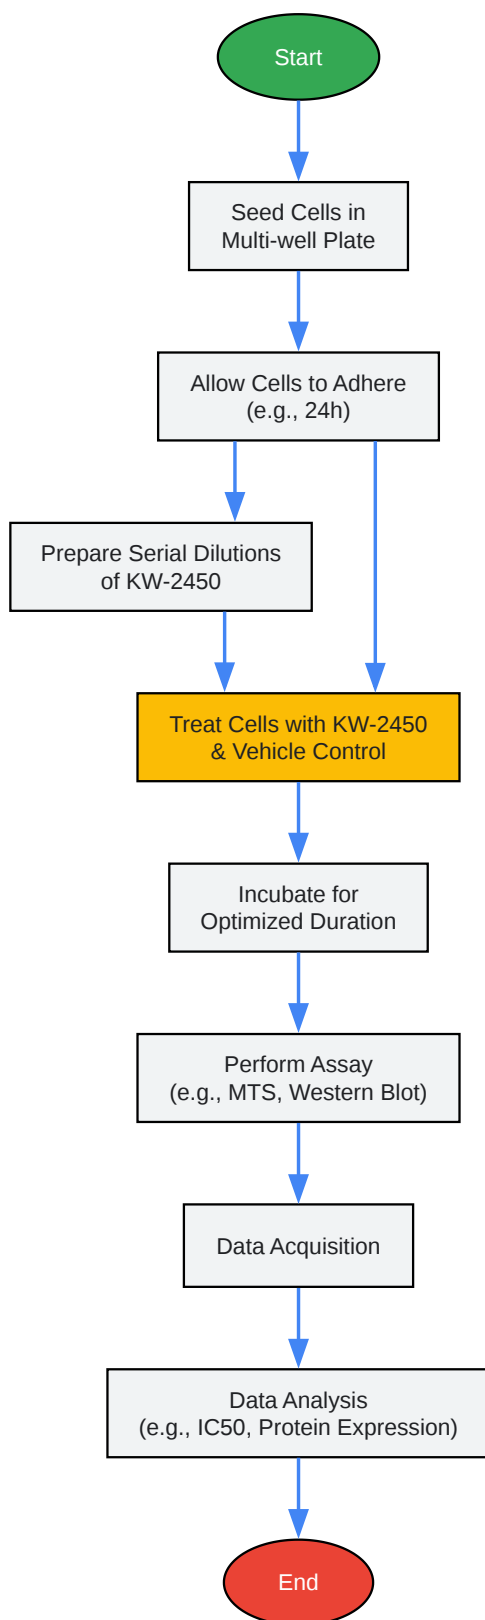 Start
Seed Cells in
Multi-well Plate
Allow Cells to Adhere
(e.g., 24h)
Prepare Serial Dilutions
of KW-2450
Treat Cells with KW-2450
& Vehicle Control
Incubate for
Optimized Duration
Perform Assay
(e.g., MTS, Western Blot)
Data Acquisition
Data Analysis
(e.g., IC50, Protein Expression)
End